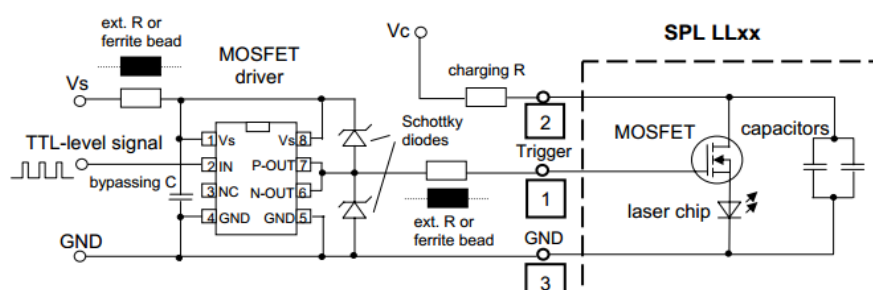 ext. R or
ferrite bead
MOSFET
driver
Vs
TTL-level signal
bypassing C
GND
1 Vs
2 IN
3 NC
4 GND
Vs 8
P-OUT 7
N-OUT 6
GND 5
Schottky
diodes
ext. R or
ferrite bead
Vc
charging R
2
Trigger
1
GND
3
SPL LLxx
MOSFET
capacitors
laser chip